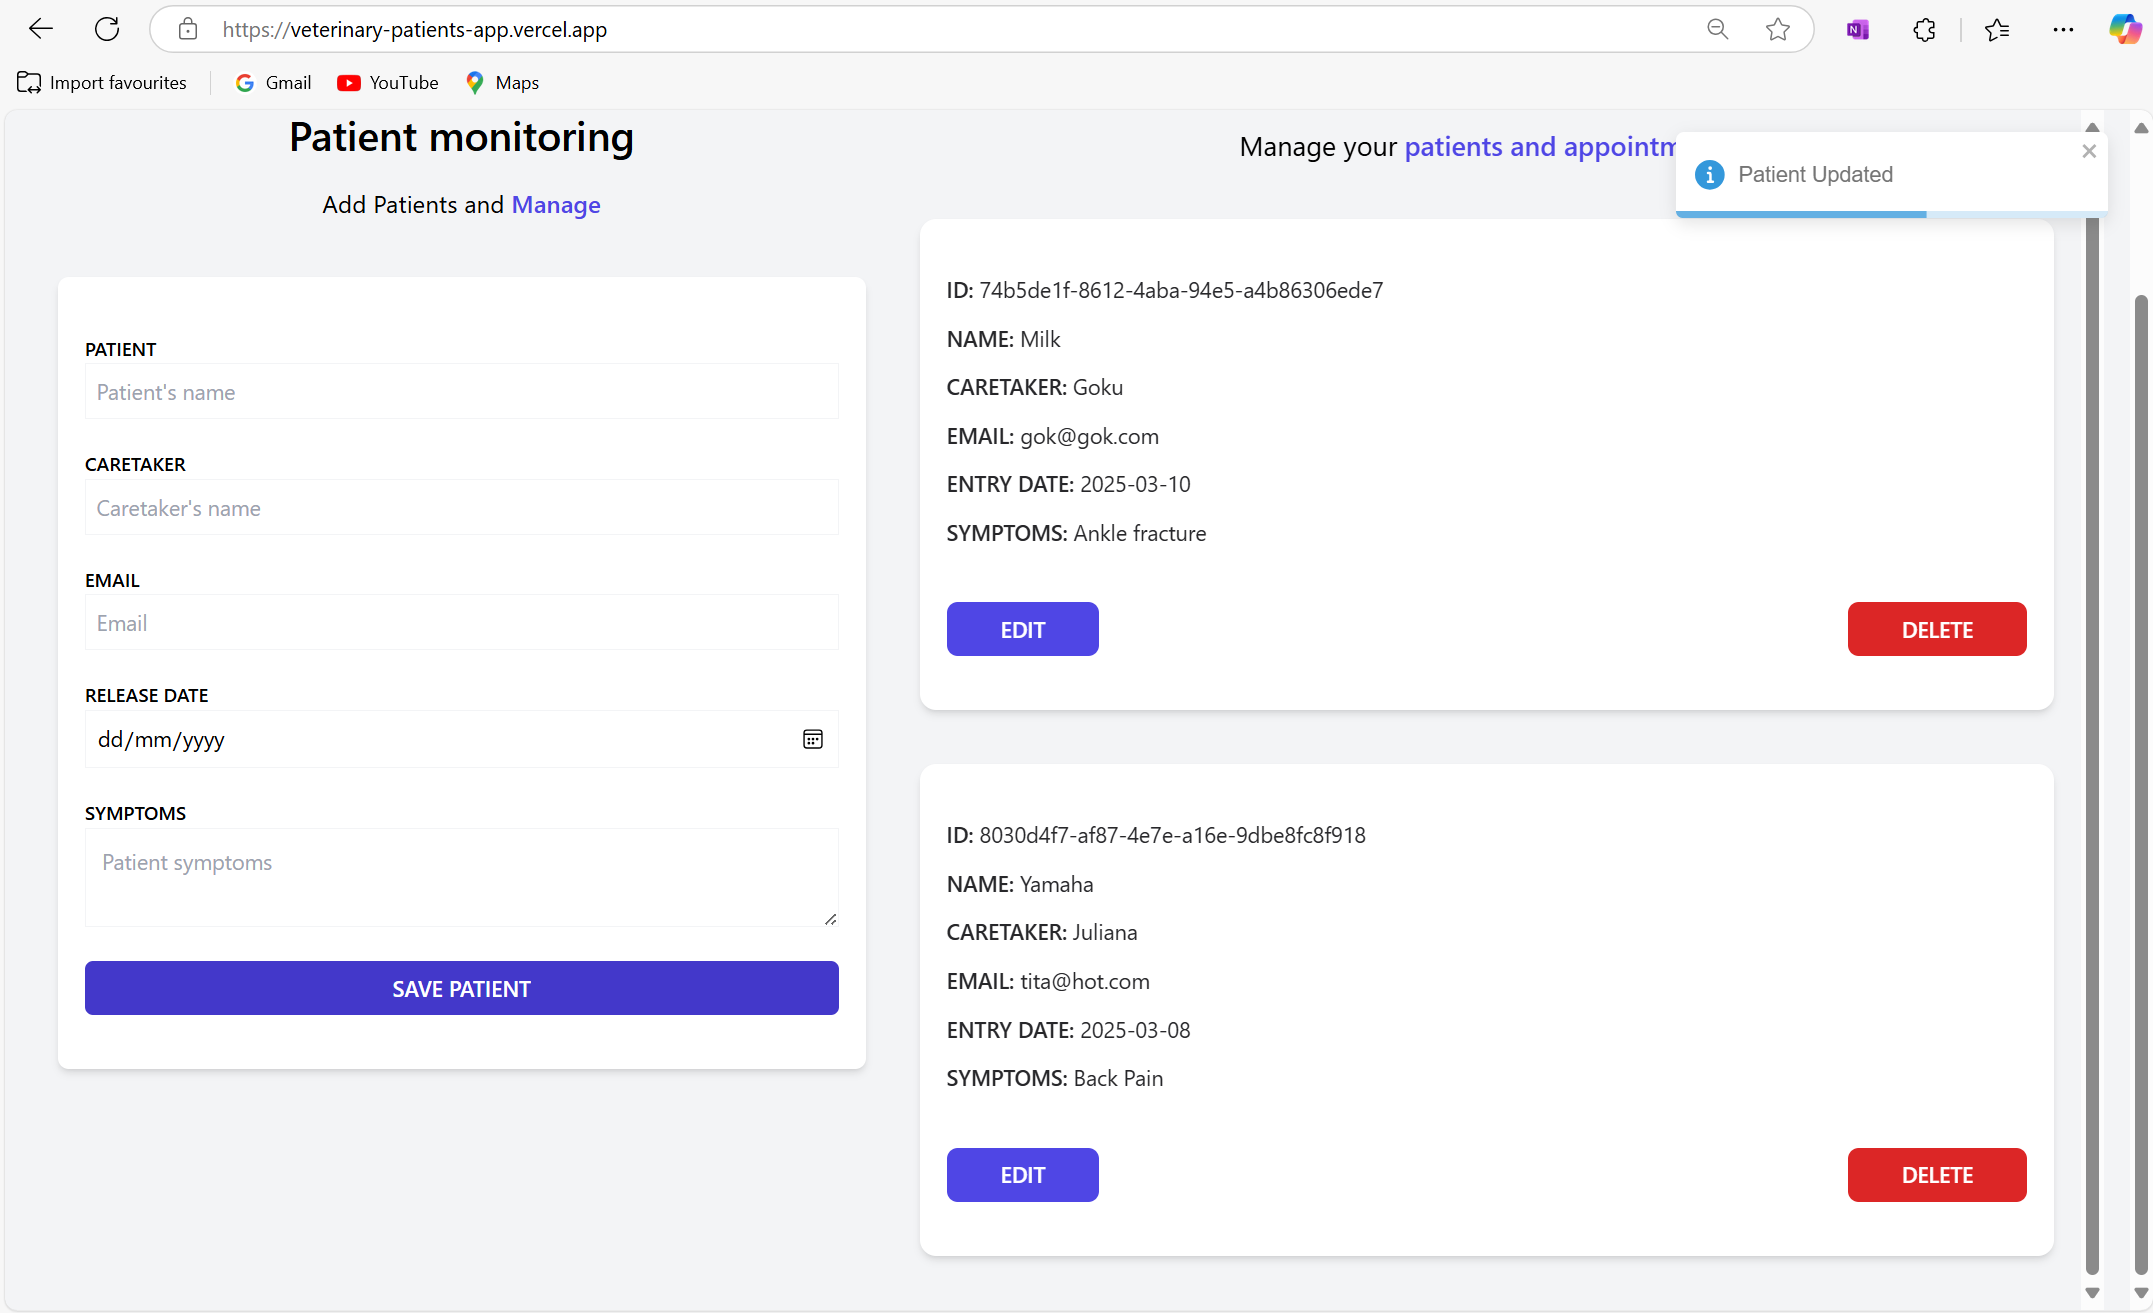 https://veterinary-patients-app.vercel.app
Import favourites
Gmail
YouTube
Maps
Patient monitoring
Add Patients and Manage
PATIENT
Patient's name
CARETAKER
Caretaker's name
EMAIL
Email
RELEASE DATE
dd/mm/yyyy
SYMPTOMS
Patient symptoms
SAVE PATIENT
Manage your patients and appointm
Patient Updated
ID: 74b5de1f-8612-4aba-94e5-a4b86306ede7
NAME: Milk
CARETAKER: Goku
EMAIL: gok@gok.com
ENTRY DATE: 2025-03-10
SYMPTOMS: Ankle fracture
EDIT
DELETE
ID: 8030d4f7-af87-4e7e-a16e-9dbe8fc8f918
NAME: Yamaha
CARETAKER: Juliana
EMAIL: tita@hot.com
ENTRY DATE: 2025-03-08
SYMPTOMS: Back Pain
EDIT
DELETE